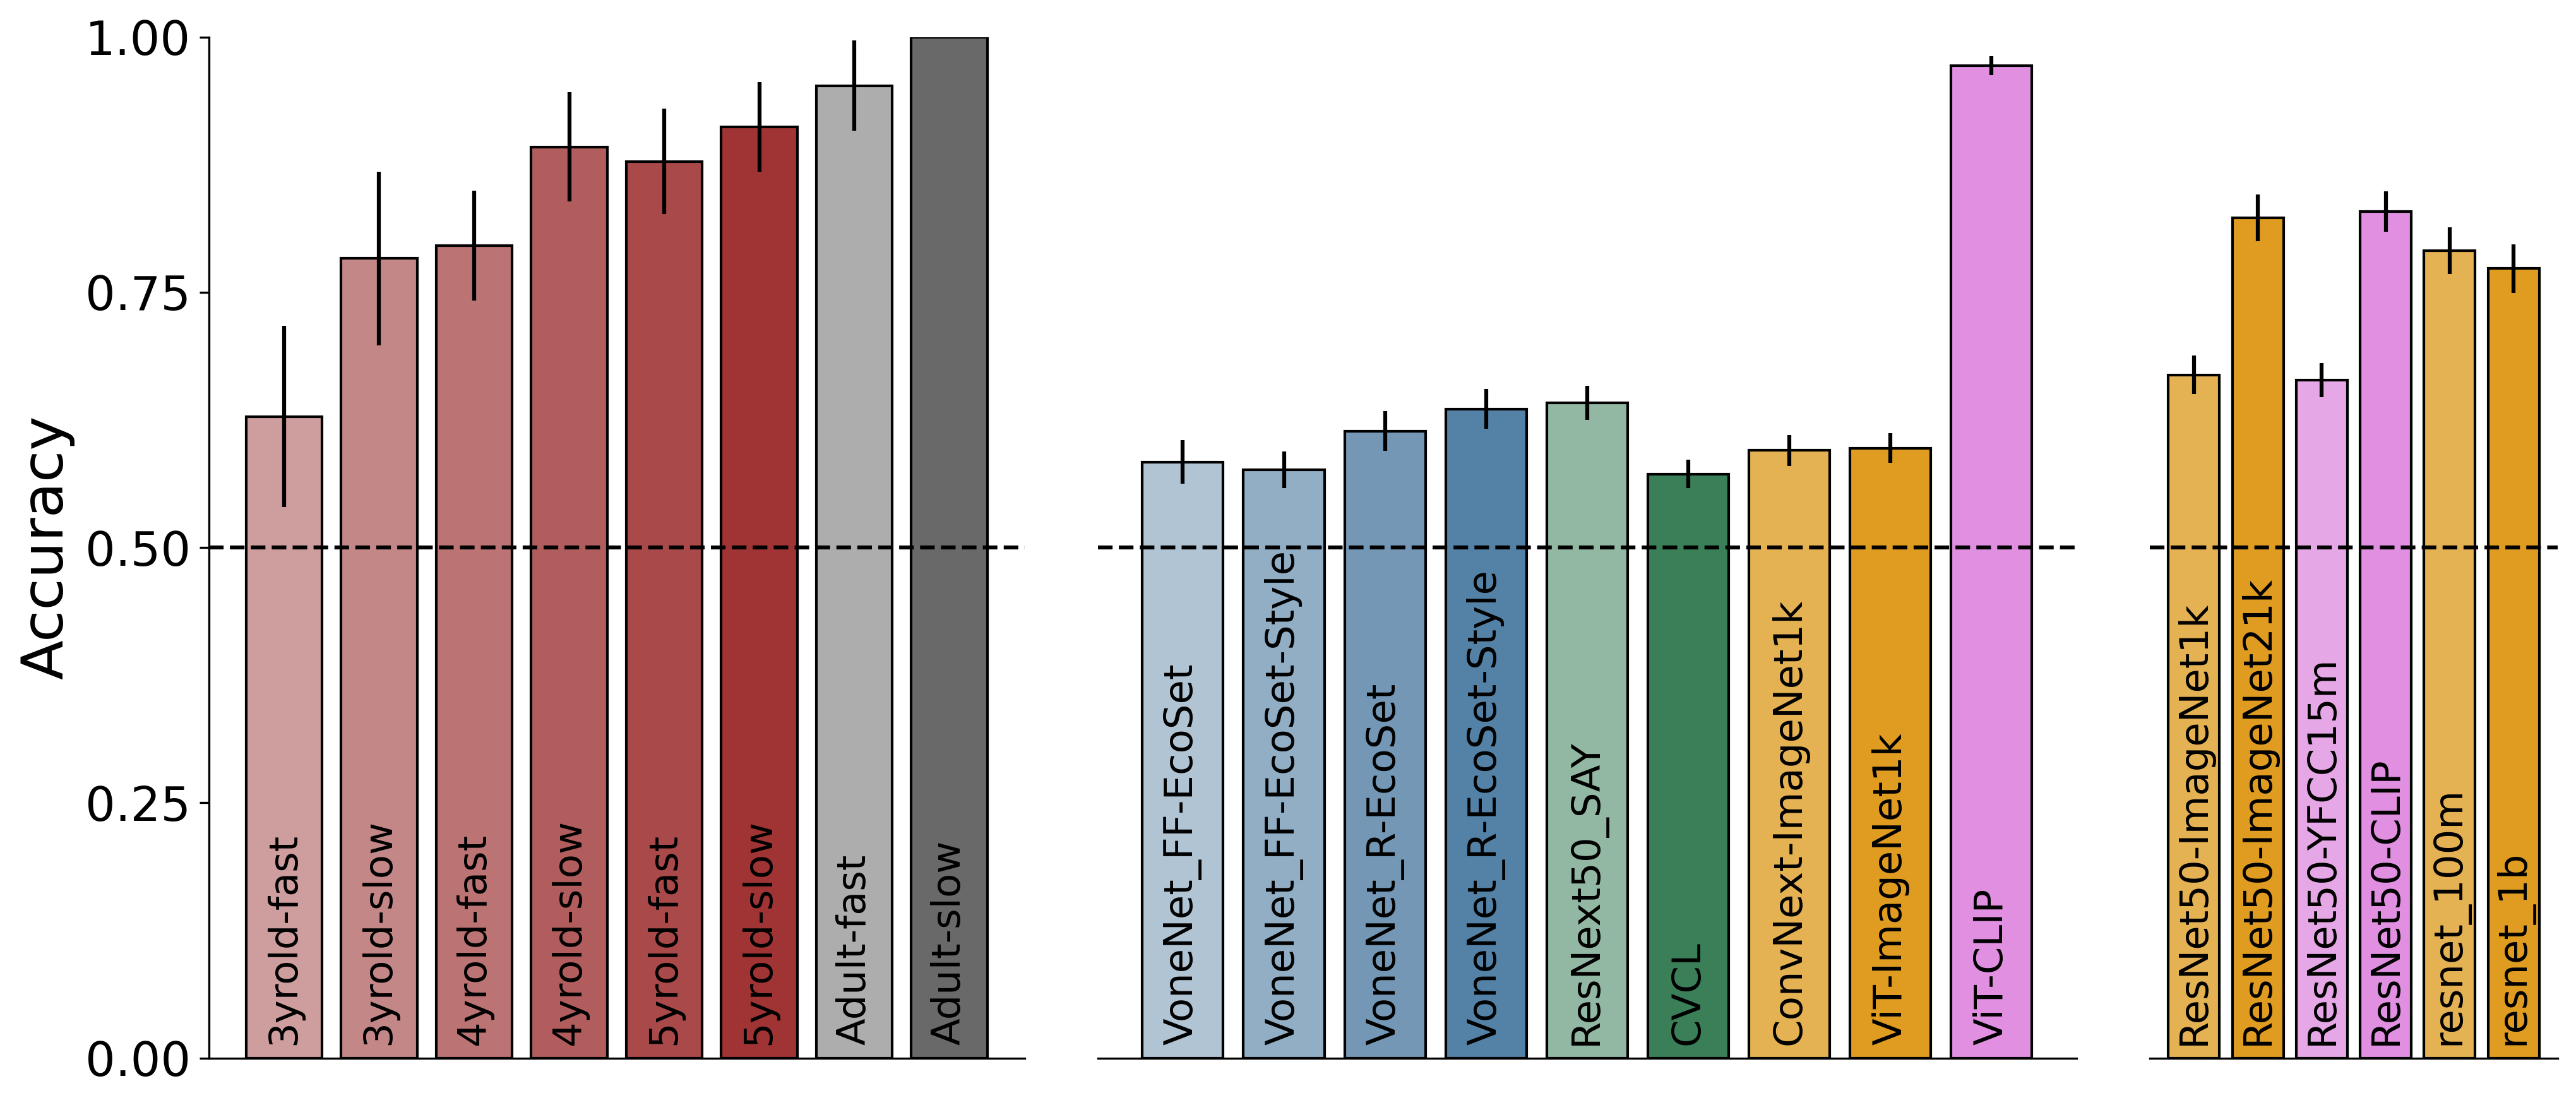 Accuracy
1.00
0.75
0.50
0.25
0.00
3yrold-fast
3yrold-slow
4yrold-fast
4yrold-slow
5yrold-fast
5yrold-slow
Adult-fast
Adult-slow
VoneNet_FF-EcoSet
VoneNet_FF-EcoSet-Style
VoneNet_R-EcoSet
VoneNet_R-EcoSet-Style
ResNext50_SAY
CVCL
ConvNext-ImageNet1k
ViT-ImageNet1k
ViT-CLIP
ResNet50-ImageNet1k
ResNet50-ImageNet21k
ResNet50-YFCC15m
ResNet50-CLIP
resnet_100m
resnet_1b